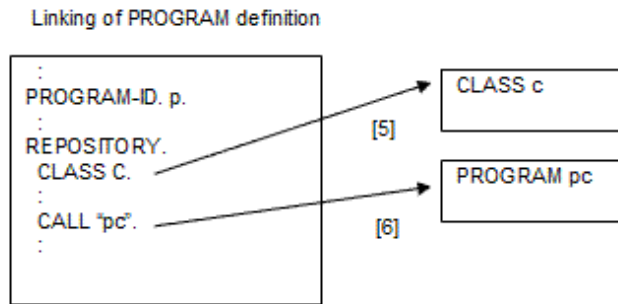 Linking of PROGRAM definition
:
PROGRAM-ID. p.
:
REPOSITORY.
CLASS C.
:
CALL "pc".
:
[5]
[6]
CLASS c
PROGRAM pc